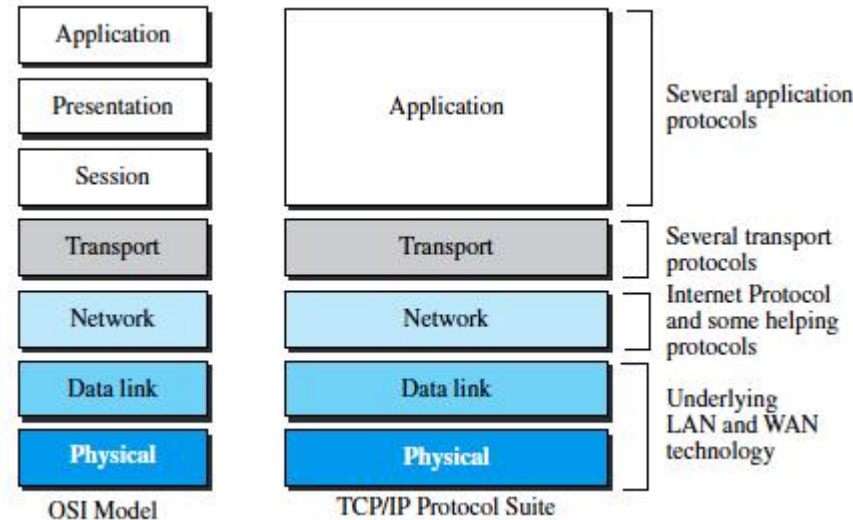 Application
Presentation
Session
Transport
Network
Data link
Physical
OSI Model
Application
Transport
Network
Data link
Physical
TCP/IP Protocol Suite
Several application
protocols
Several transport
protocols
Internet Protocol
and some helping
protocols
Underlying
LAN and WAN
technology